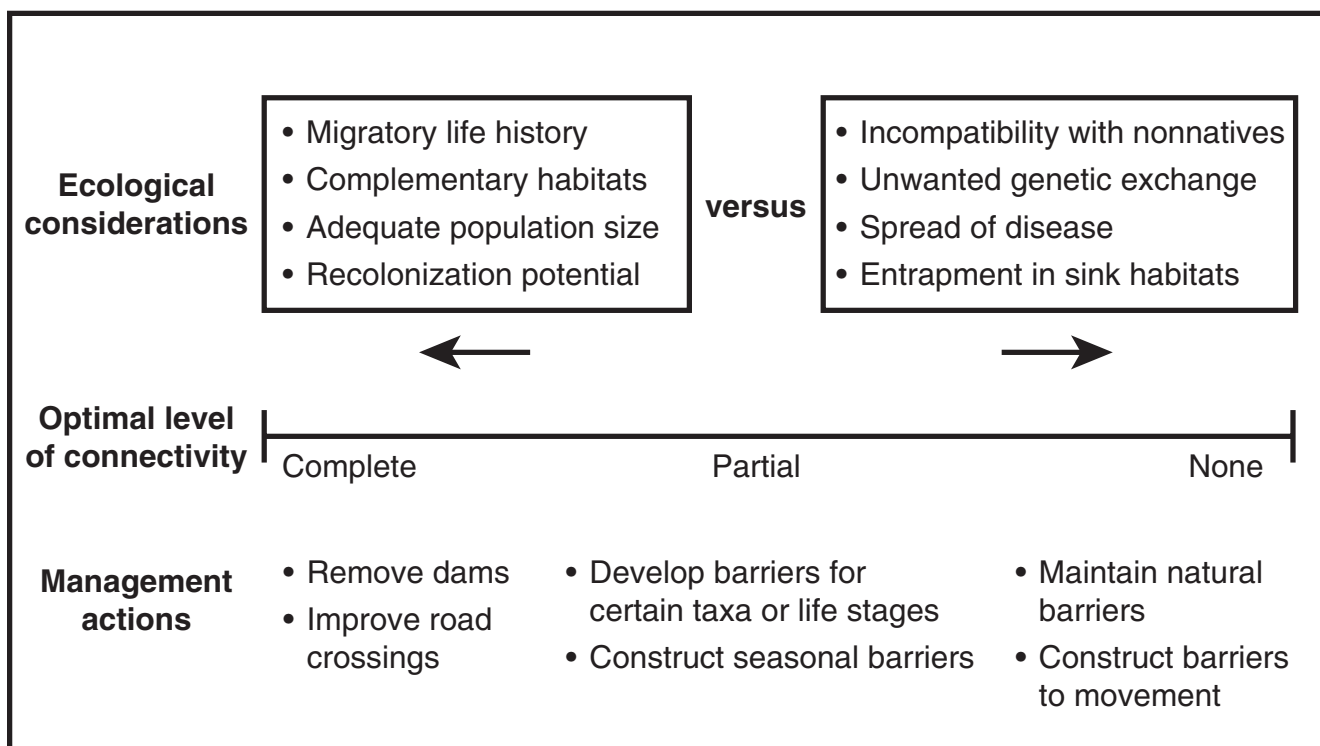 Ecological
considerations
• Migratory life history
• Complementary habitats
• Adequate population size
• Recolonization potential
versus
• Incompatibility with nonnatives
• Unwanted genetic exchange
• Spread of disease
• Entrapment in sink habitats
Optimal level
of connectivity
Complete
Partial
None
Management
actions
• Remove dams
• Improve road
crossings
• Develop barriers for
certain taxa or life stages
• Construct seasonal barriers
• Maintain natural
barriers
• Construct barriers
to movement